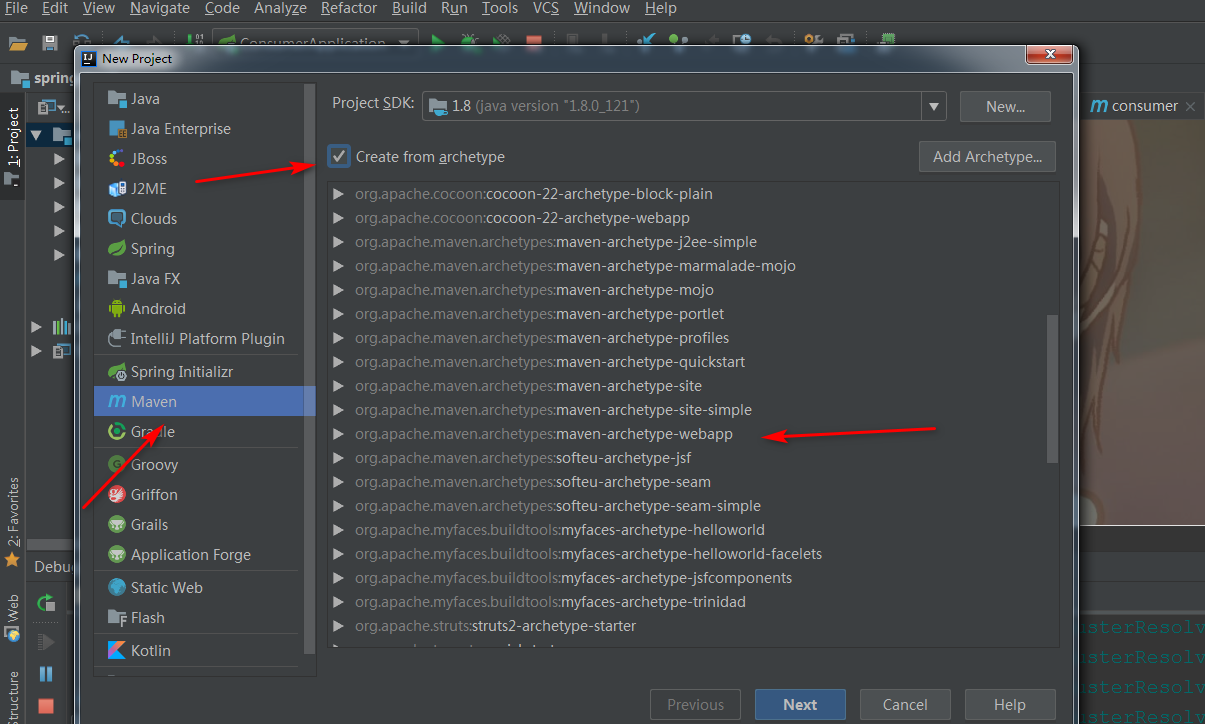 File Edit View Navigate Code Analyze Refactor Build Run Tools VCS Window Help
ConsumerApplication
New Project
spring
1: Project
consumer
Java
Java Enterprise
JBoss
J2ME
Clouds
Spring
Java FX
Android
IntelliJ Platform Plugin
Spring Initializr
Maven
Gradle
Groovy
Griffon
Grails
Application Forge
Static Web
Flash
Kotlin
Project SDK: 1.8 (java version "1.8.0_121") New...
Create from archetype Add Archetype...
org.apache.cocoon:cocoon-22-archetype-block-plain
org.apache.cocoon:cocoon-22-archetype-webapp
org.apache.maven.archetypes:maven-archetype-j2ee-simple
org.apache.maven.archetypes:maven-archetype-marmalade-mojo
org.apache.maven.archetypes:maven-archetype-mojo
org.apache.maven.archetypes:maven-archetype-portlet
org.apache.maven.archetypes:maven-archetype-profiles
org.apache.maven.archetypes:maven-archetype-quickstart
org.apache.maven.archetypes:maven-archetype-site
org.apache.maven.archetypes:maven-archetype-site-simple
org.apache.maven.archetypes:maven-archetype-webapp
org.apache.maven.archetypes:softeu-archetype-jsf
org.apache.maven.archetypes:softeu-archetype-seam
org.apache.maven.archetypes:softeu-archetype-seam-simple
org.apache.myfaces.buildtools:myfaces-archetype-helloworld
org.apache.myfaces.buildtools:myfaces-archetype-helloworld-facelets
org.apache.myfaces.buildtools:myfaces-archetype-jsfcomponents
org.apache.myfaces.buildtools:myfaces-archetype-trinidad
org.apache.struts:struts2-archetype-starter
2: Favorites
Debu
Web
Structure
usterResolv
usterResolv
usterResolv
usterResolv
Previous Next Cancel Help